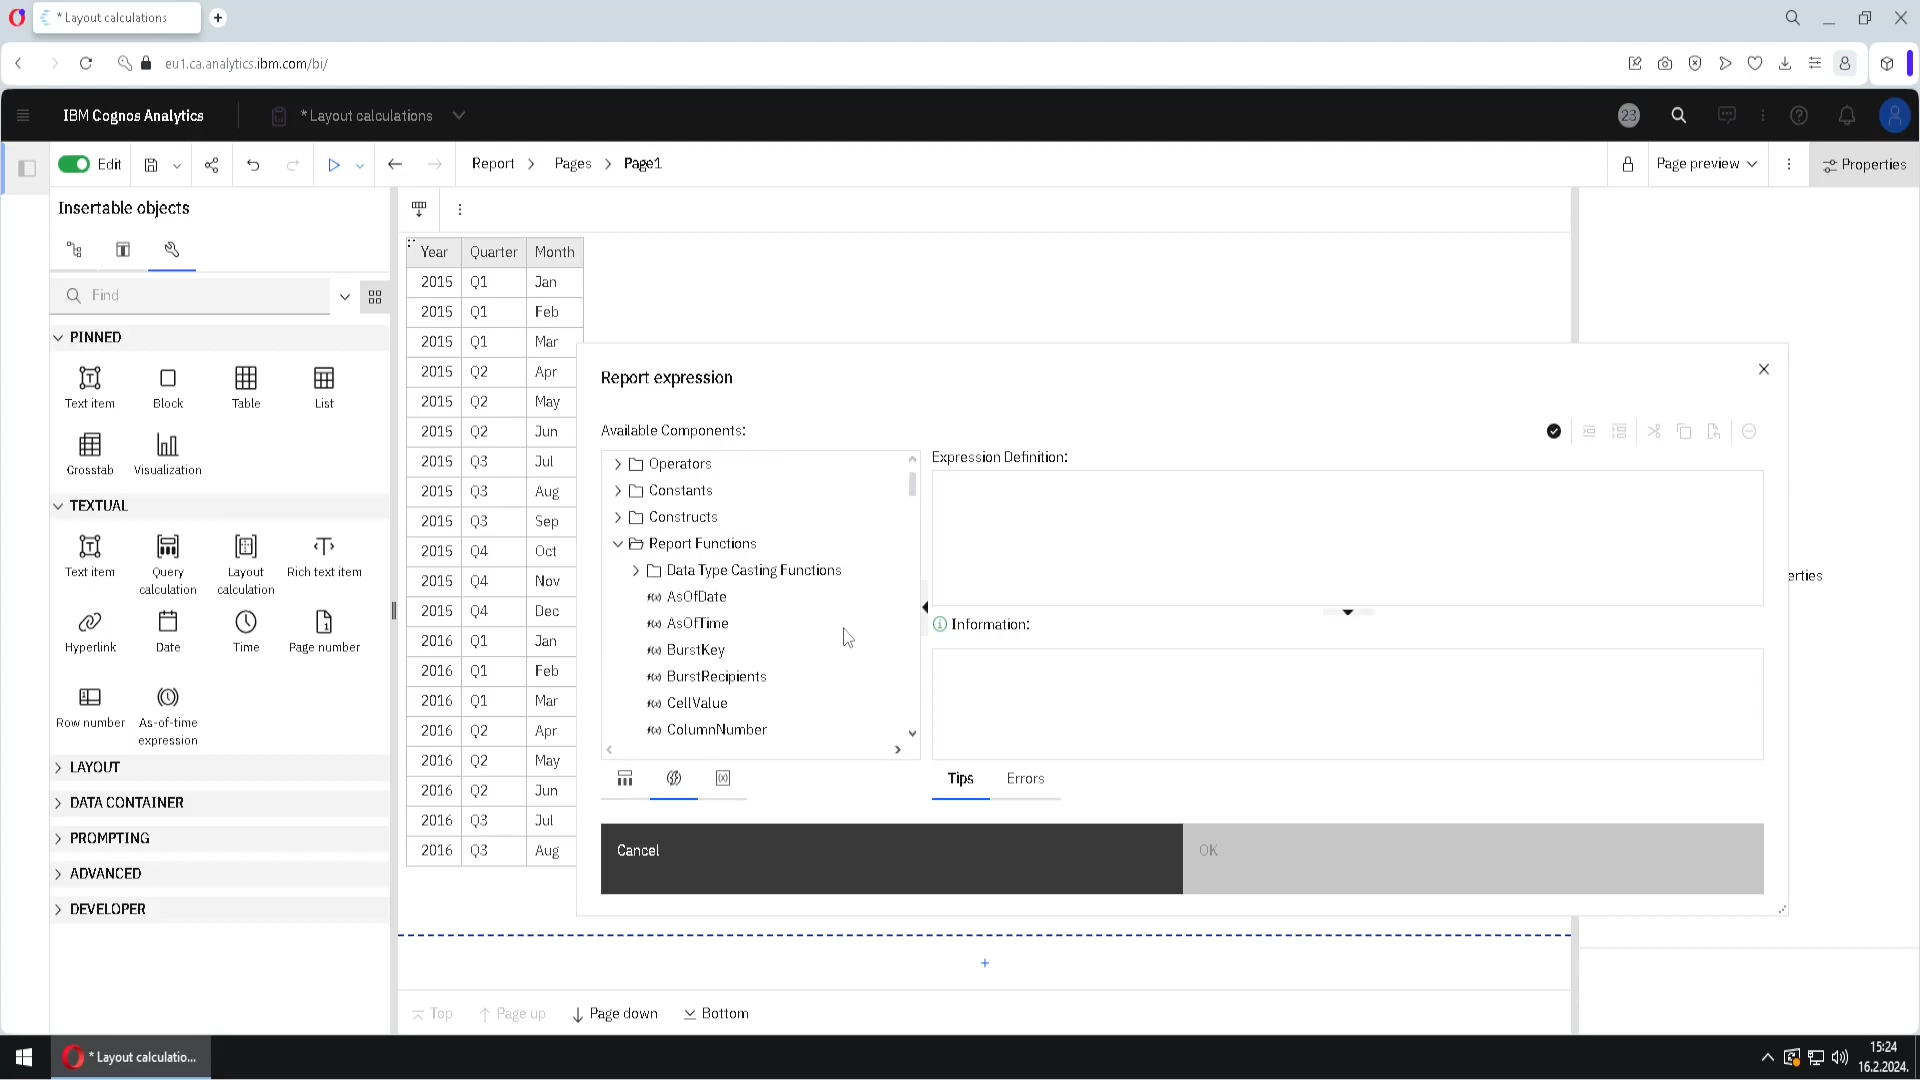 * Layout calculations
eu1.ca.analytics.ibm.com/bi/
IBM Cognos Analytics
* Layout calculations
23
Edit
Report
Pages
Page1
Page preview
Properties
Insertable objects
Find
PINNED
Text item
Block
Table
List
Crosstab
Visualization
TEXTUAL
Text item
Query calculation
Layout calculation
Rich text item
Hyperlink
Date
Time
Page number
Row number
As-of-time expression
LAYOUT
DATA CONTAINER
PROMPTING
ADVANCED
DEVELOPER
Year Quarter Month
2015 Q1 Jan
2015 Q1 Feb
2015 Q1 Mar
2015 Q2 Apr
2015 Q2 May
2015 Q2 Jun
2015 Q3 Jul
2015 Q3 Aug
2015 Q3 Sep
2015 Q4 Oct
2015 Q4 Nov
2015 Q4 Dec
2016 Q1 Jan
2016 Q1 Feb
2016 Q1 Mar
2016 Q2 Apr
2016 Q2 May
2016 Q2 Jun
2016 Q3 Jul
2016 Q3 Aug
Report expression
Available Components:
Operators
Constants
Constructs
Report Functions
Data Type Casting Functions
f(x) AsOfDate
f(x) AsOfTime
f(x) BurstKey
f(x) BurstRecipients
f(x) CellValue
f(x) ColumnNumber
Expression Definition:
Information:
Tips
Errors
Cancel
OK
erties
Top
Page up
Page down
Bottom
* Layout calculatio...
15:24
16.2.2024.